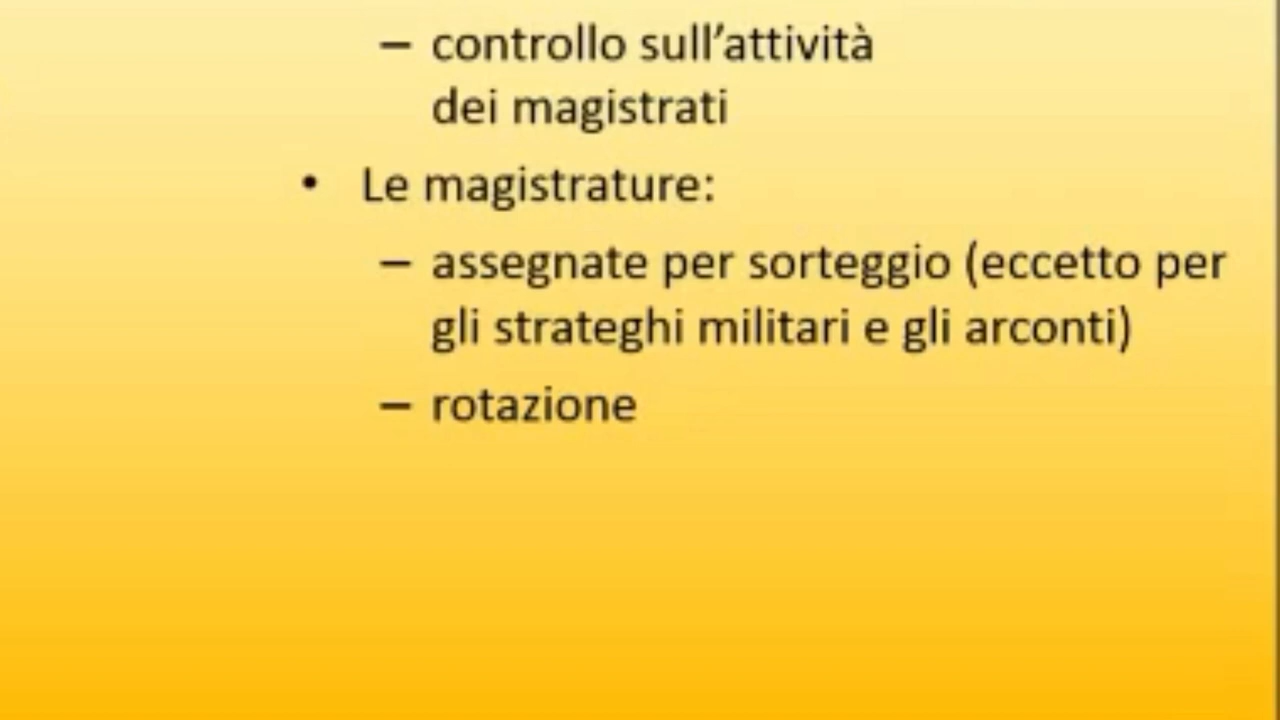 – controllo sull’attività
dei magistrati
• Le magistrature:
– assegnate per sorteggio (eccetto per
gli strateghi militari e gli arconti)
– rotazione